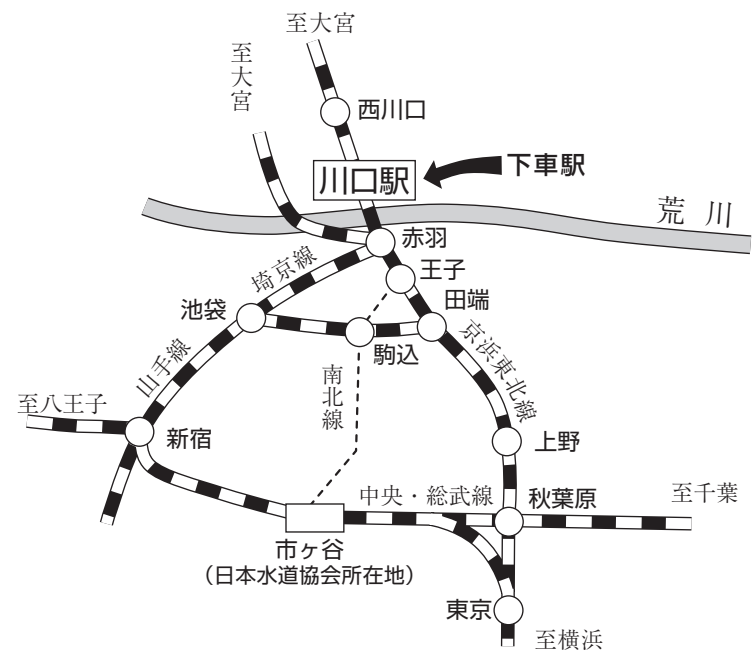 至大宮
至大宮
西川口
川口駅
下車駅
荒川
赤羽
埼京線
王子
池袋
田端
駒込
山手線
南北線
京浜東北線
至八王子
新宿
上野
中央・総武線
秋葉原
至千葉
市ヶ谷
(日本水道協会所在地)
東京
至横浜